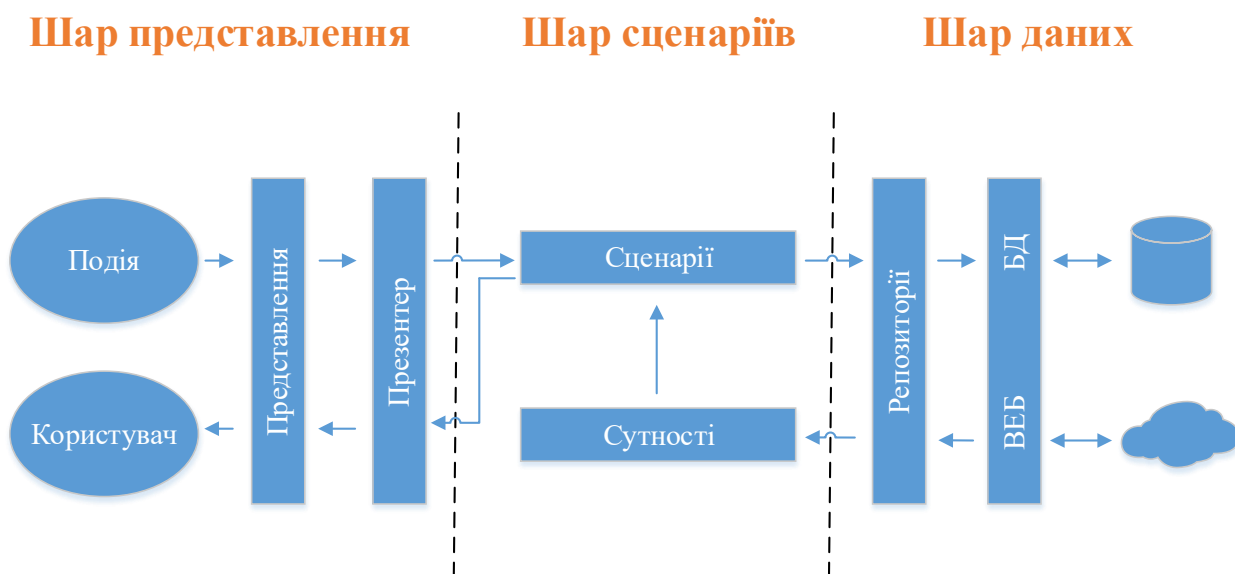 Шар представлення
Шар сценаріїв
Шар даних
Подія
Користувач
Представлення
Презентер
Сценарії
Сутності
Репозиторії
БД
ВЕБ